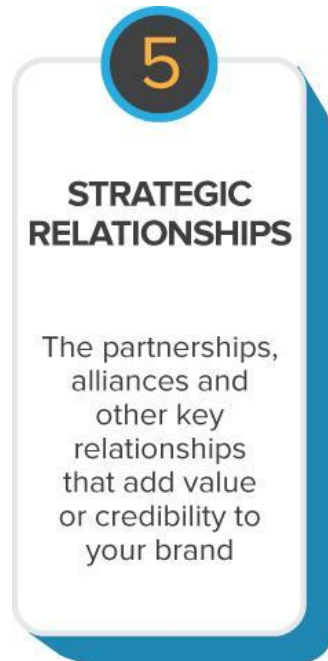 5
STRATEGIC
RELATIONSHIPS
The partnerships,
alliances and
other key
relationships
that add value
or credibility to
your brand